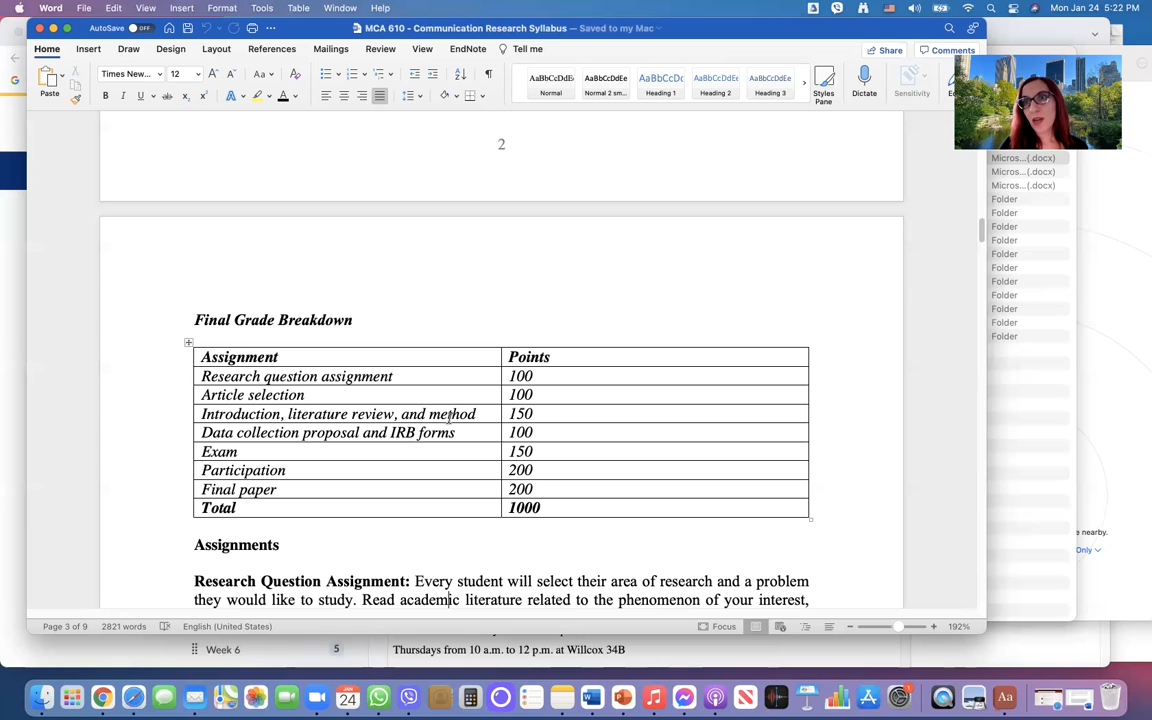 Word File Edit View Insert Format Tools Table Window Help Mon Jan 24 5:22 PM
AutoSave OFF MCA 610 - Communication Research Syllabus — Saved to my Mac
Home Insert Draw Design Layout References Mailings Review View EndNote Tell me Share Comments
Paste Times New... 12 AaBbCcDdEe Normal AaBbCcDdEe Normal 2 sm... AaBbCcDc Heading 1 AaBbCcDdEe Heading 2 AaBbCcDdEe Heading 3 Styles Pane Dictate Sensitivity
2
Micros...(.docx)
Micros...(.docx)
Micros...(.docx)
Folder
Folder
Folder
Folder
Folder
Folder
Folder
Folder
Folder
Folder
Folder
Final Grade Breakdown
Assignment Points
Research question assignment 100
Article selection 100
Introduction, literature review, and method 150
Data collection proposal and IRB forms 100
Exam 150
Participation 200
Final paper 200
Total 1000
Assignments
Research Question Assignment: Every student will select their area of research and a problem
they would like to study. Read academic literature related to the phenomenon of your interest,
e nearby.
Only
Page 3 of 9 2821 words English (United States) Focus 192%
Week 6 5 Thursdays from 10 a.m. to 12 p.m. at Willcox 34B
JAN
24